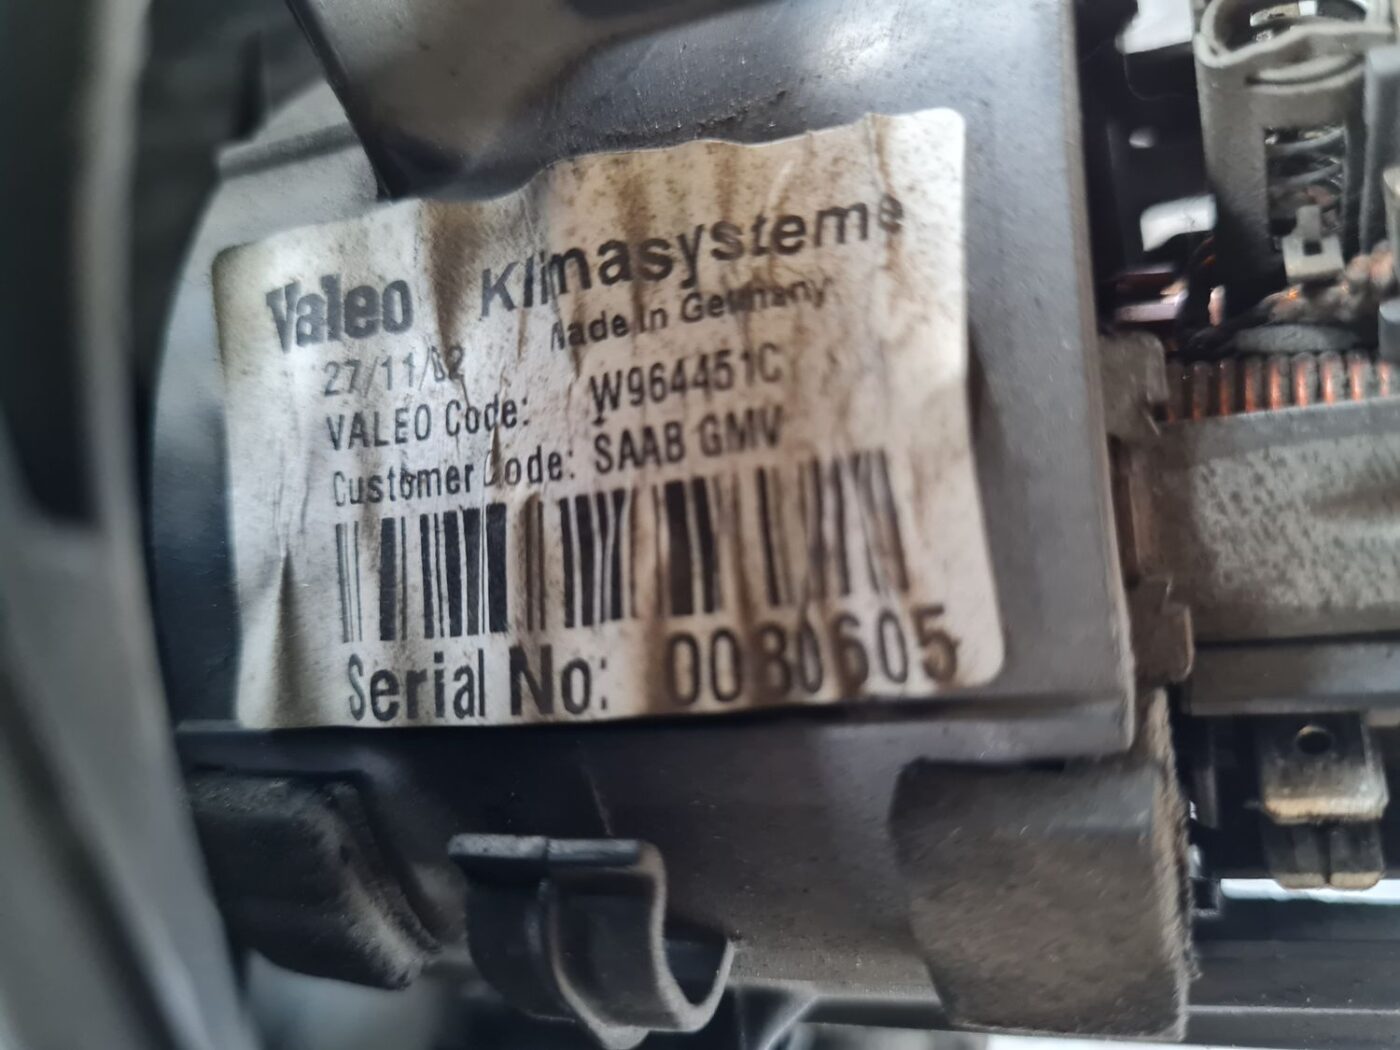 Valeo Klimasysteme
Made in Germany
27/11/02
VALEO Code: W964451C
Customer Code: SAAB GMV
Serial No: 0080605